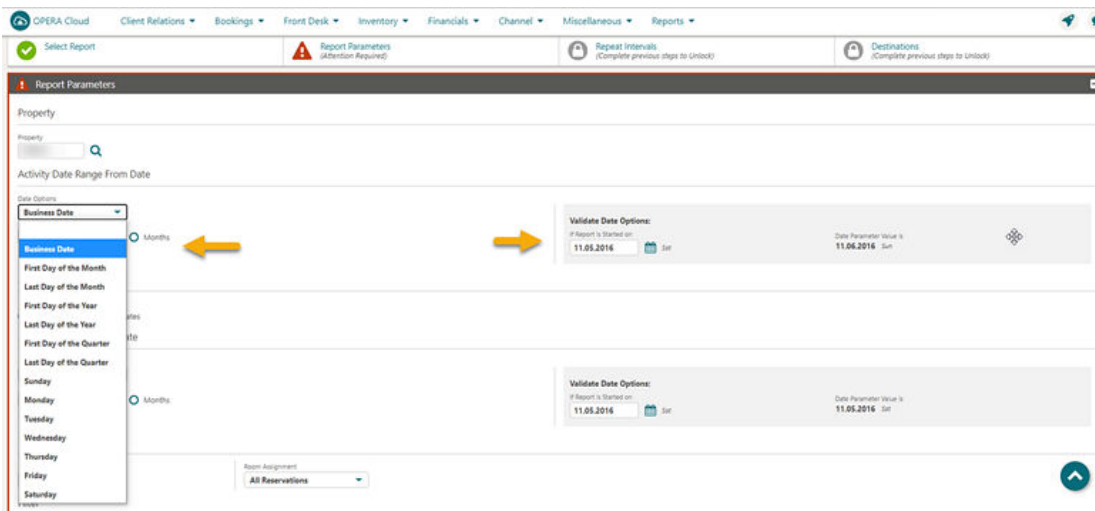 OPERA Cloud Client Relations Bookings Front Desk Inventory Financials Channel Miscellaneous Reports
Select Report
Report Parameters
(Attention Required)
Repeat Intervals
(Complete previous steps to Unlock)
Destinations
(Complete previous steps to Unlock)
Report Parameters
Property
Property
Activity Date Range From Date
Date Options
Business Date
Months
Business Date
First Day of the Month
Last Day of the Month
First Day of the Year
Last Day of the Year
First Day of the Quarter
Last Day of the Quarter
Sunday
Monday
Tuesday
Wednesday
Thursday
Friday
Saturday
Validate Date Options:
If Report is Started on
11.05.2016 Sat
Date Parameter Value is
11.06.2016 Sun
Months
Validate Date Options:
If Report is Started on
11.05.2016 Sat
Date Parameter Value is
11.05.2016 Sat
Room Assignment
All Reservations